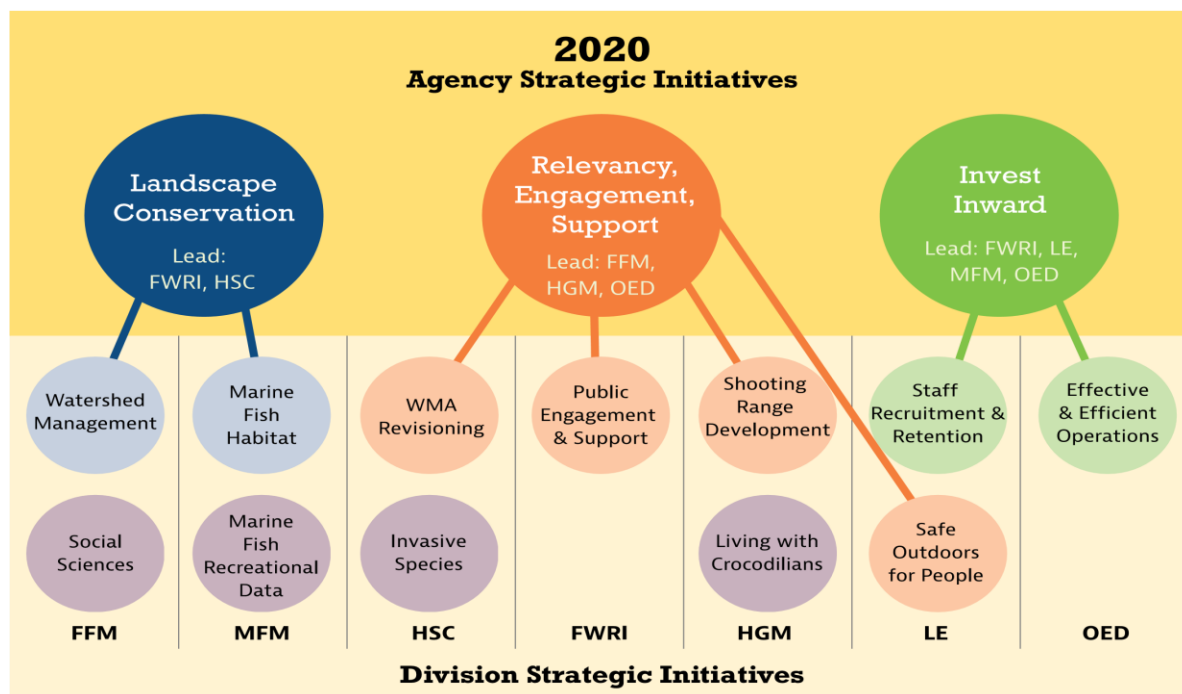 2020
Agency Strategic Initiatives
Landscape
Conservation
Lead:
FWRI, HSC
Relevancy,
Engagement,
Support
Lead: FFM,
HGM, OED
Invest
Inward
Lead: FWRI, LE,
MFM, OED
Watershed
Management
Marine
Fish
Habitat
WMA
Revisioning
Public
Engagement
& Support
Shooting
Range
Development
Staff
Recruitment &
Retention
Effective
& Efficient
Operations
Social
Sciences
Marine
Fish
Recreational
Data
Invasive
Species
Living with
Crocodilians
Safe
Outdoors
for People
FFM
MFM
HSC
FWRI
HGM
LE
OED
Division Strategic Initiatives